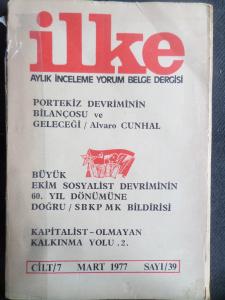 ilke
AYLIK İNCELEME YORUM BELGE DERGİSİ
PORTEKİZ DEVRİMİNİN
BİLANÇOSU ve
GELECEĞİ / Alvaro CUNHAL
BÜYÜK
EKİM SOSYALİST DEVRİMİNİN
60. YIL DÖNÜMÜNE
DOĞRU / SBKP MK BİLDİRİSİ
KAPİTALİST-OLMAYAN
KALKINMA YOLU .2.
CİLT/7 MART 1977 SAYI/39